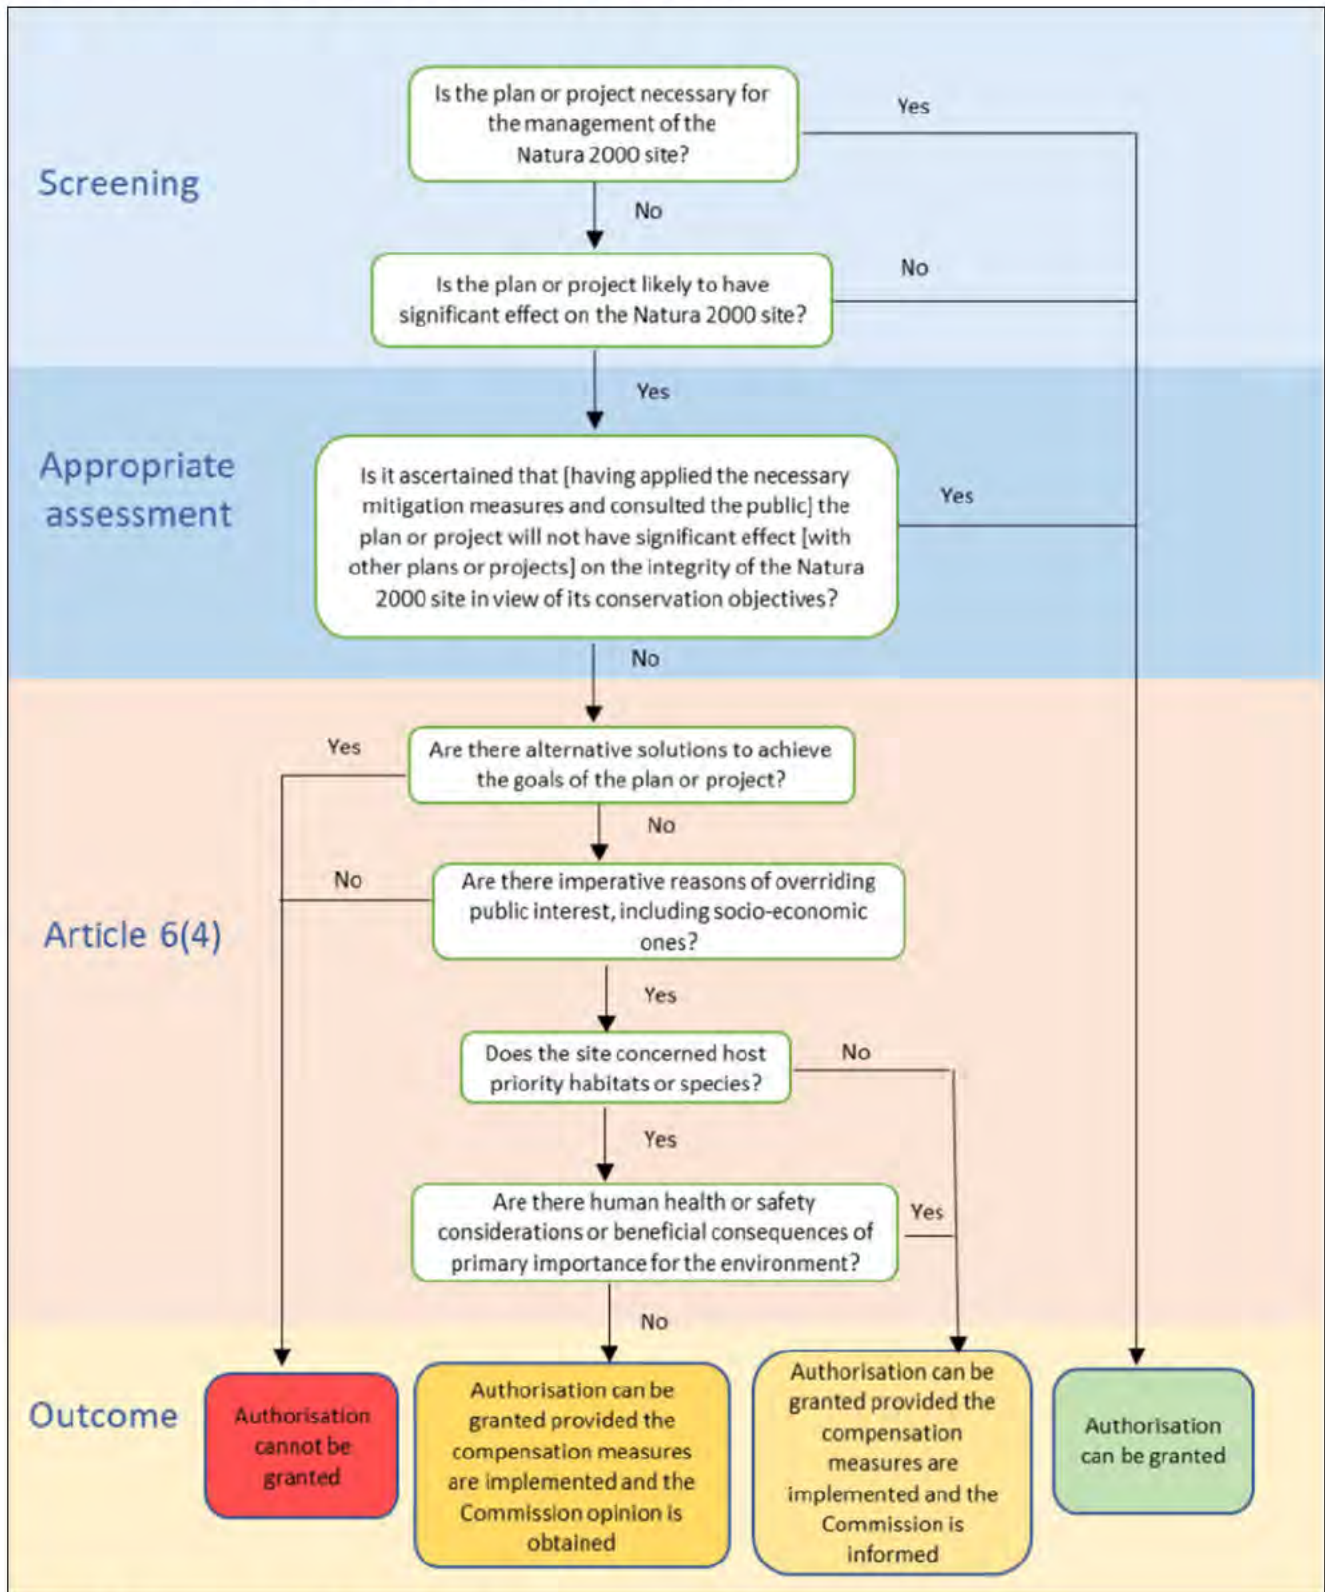 Screening
Is the plan or project necessary for
the management of the
Natura 2000 site?
Yes
No
Is the plan or project likely to have
significant effect on the Natura 2000 site?
No
Yes
Appropriate
assessment
Is it ascertained that [having applied the necessary
mitigation measures and consulted the public] the
plan or project will not have significant effect [with
other plans or projects] on the integrity of the Natura
2000 site in view of its conservation objectives?
Yes
No
Article 6(4)
Are there alternative solutions to achieve
the goals of the plan or project?
Yes
No
Are there imperative reasons of overriding
public interest, including socio-economic
ones?
No
Yes
Does the site concerned host
priority habitats or species?
No
Yes
Are there human health or safety
considerations or beneficial consequences of
primary importance for the environment?
Yes
No
Outcome
Authorisation
cannot be
granted
Authorisation can be
granted provided the
compensation measures
are implemented and the
Commission opinion is
obtained
Authorisation can be
granted provided the
compensation
measures are
implemented and the
Commission is
informed
Authorisation
can be granted